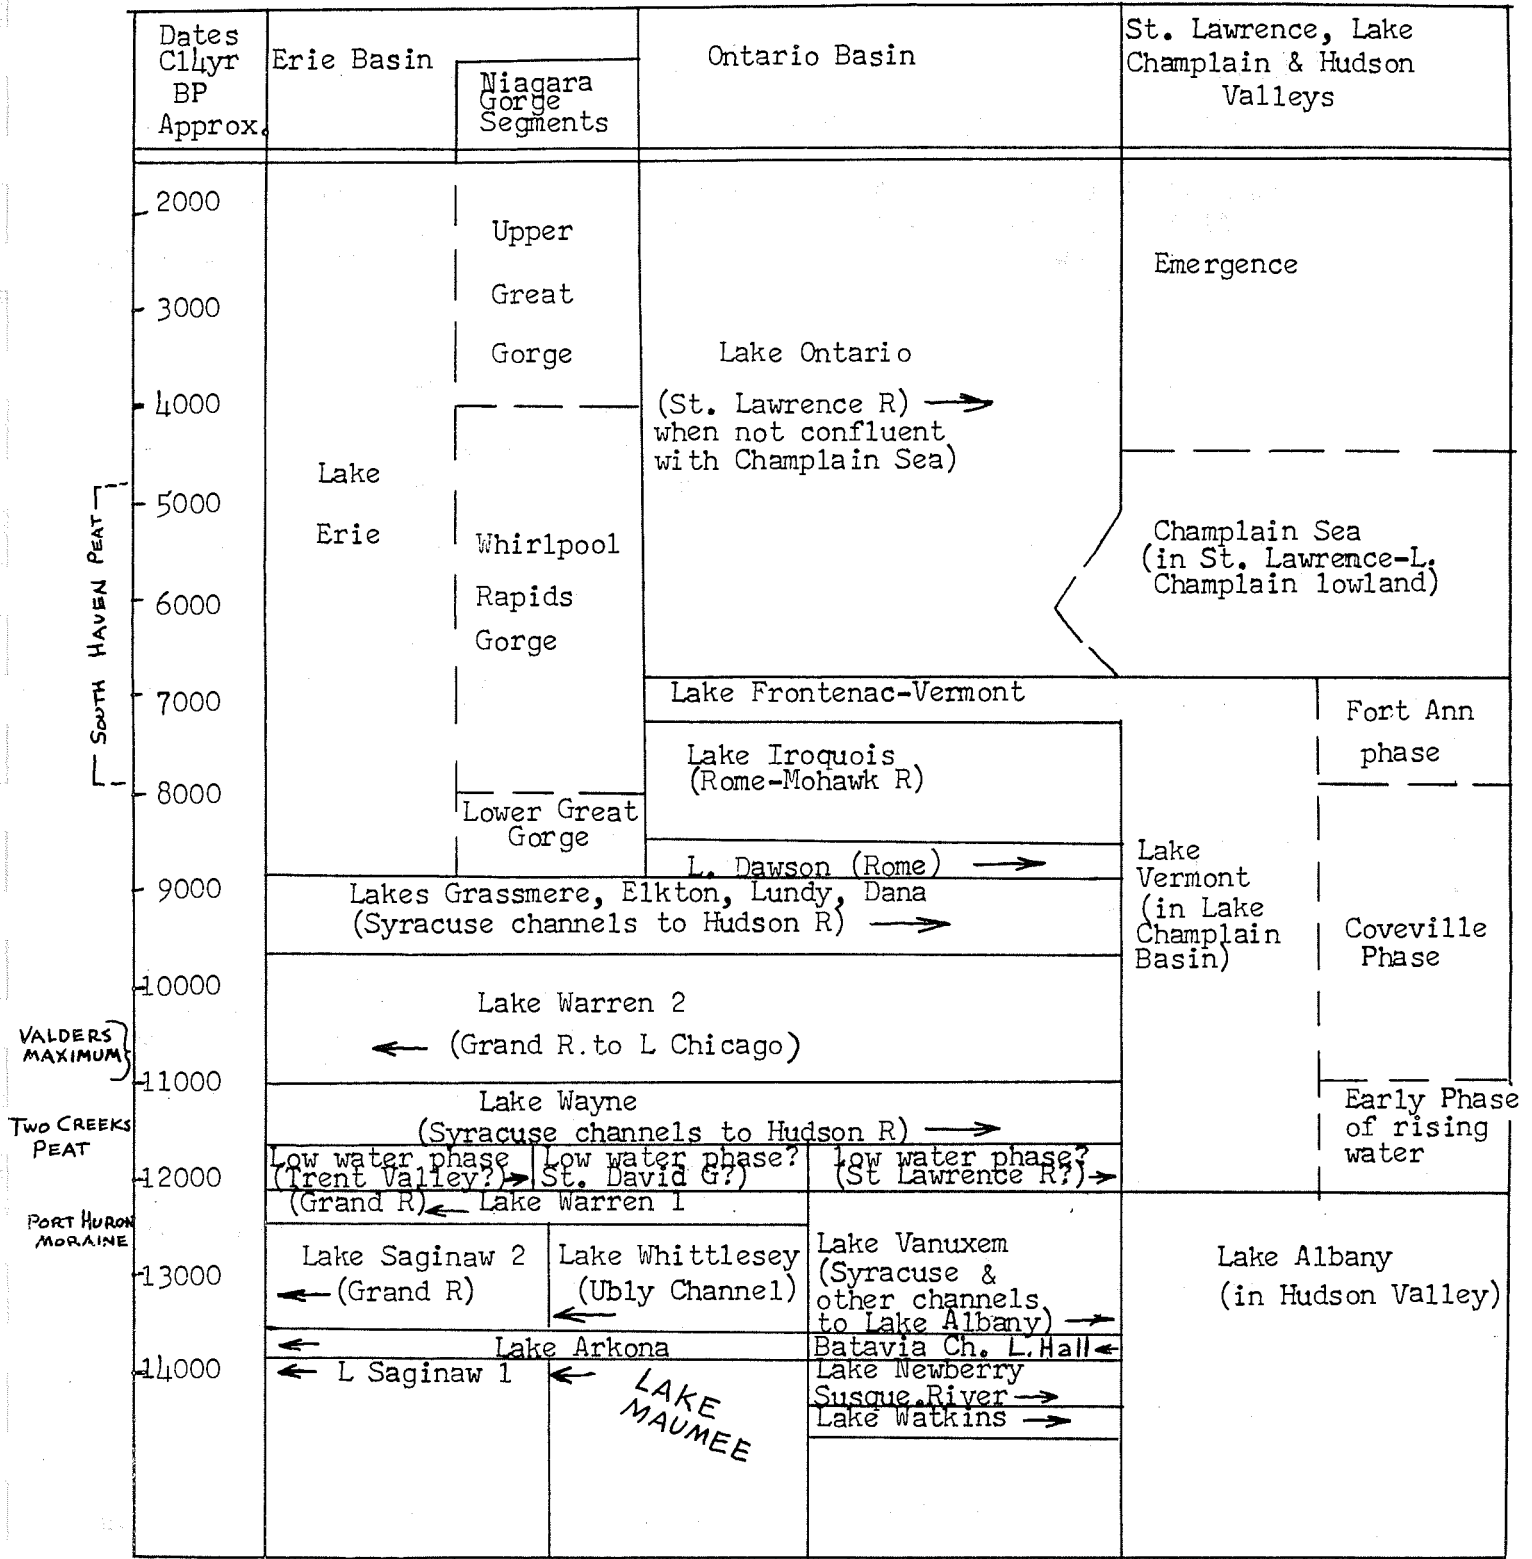 Dates
C14yr
BP
Approx.
Erie Basin
Niagara
Gorge
Segments
Ontario Basin
St. Lawrence, Lake
Champlain & Hudson
Valleys
2000
3000
4000
5000
6000
7000
8000
9000
10000
11000
12000
13000
14000
SOUTH HAVEN PEAT
VALDERS
MAXIMUM
TWO CREEKS
PEAT
PORT HURON
MORAINE
Lake
Erie
Upper
Great
Gorge
Whirlpool
Rapids
Gorge
Lower Great
Gorge
Lake Ontario
(St. Lawrence R) →
when not confluent
with Champlain Sea)
Emergence
Champlain Sea
(in St. Lawrence-L.
Champlain lowland)
Lake Frontenac-Vermont
Lake Iroquois
(Rome-Mohawk R)
L. Dawson (Rome) →
Lake
Vermont
(in Lake
Champlain
Basin)
Fort Ann
phase
Coveville
Phase
Early Phase
of rising
water
Lakes Grassmere, Elkton, Lundy, Dana
(Syracuse channels to Hudson R) →
Lake Warren 2
← (Grand R.to L Chicago)
Lake Wayne
(Syracuse channels to Hudson R) →
Low water phase
(Trent Valley?)→
Low water phase?
St. David G?)
low water phase?
(St Lawrence R?)→
(Grand R)← Lake Warren 1
Lake Saginaw 2
←(Grand R)
Lake Whittlesey
(Ubly Channel)
←
Lake Vanuxem
(Syracuse &
other channels
to Lake Albany) →
Lake Albany
(in Hudson Valley)
← Lake Arkona
Batavia Ch. L.Hall←
← L Saginaw 1
← LAKE
MAUMEE
Lake Newberry
Susque.River→
Lake Watkins →